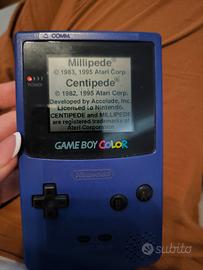 COMM.
POWER
Millipede®
© 1983, 1995 Atari Corp.
Centipede®
© 1982, 1995 Atari Corp.
Developed by Accolade, Inc.
Licensed to Nintendo.
CENTIPEDE and MILLIPEDE
are registered trademarks of
Atari Corporation
GAME BOY COLOR
Nintendo
subito